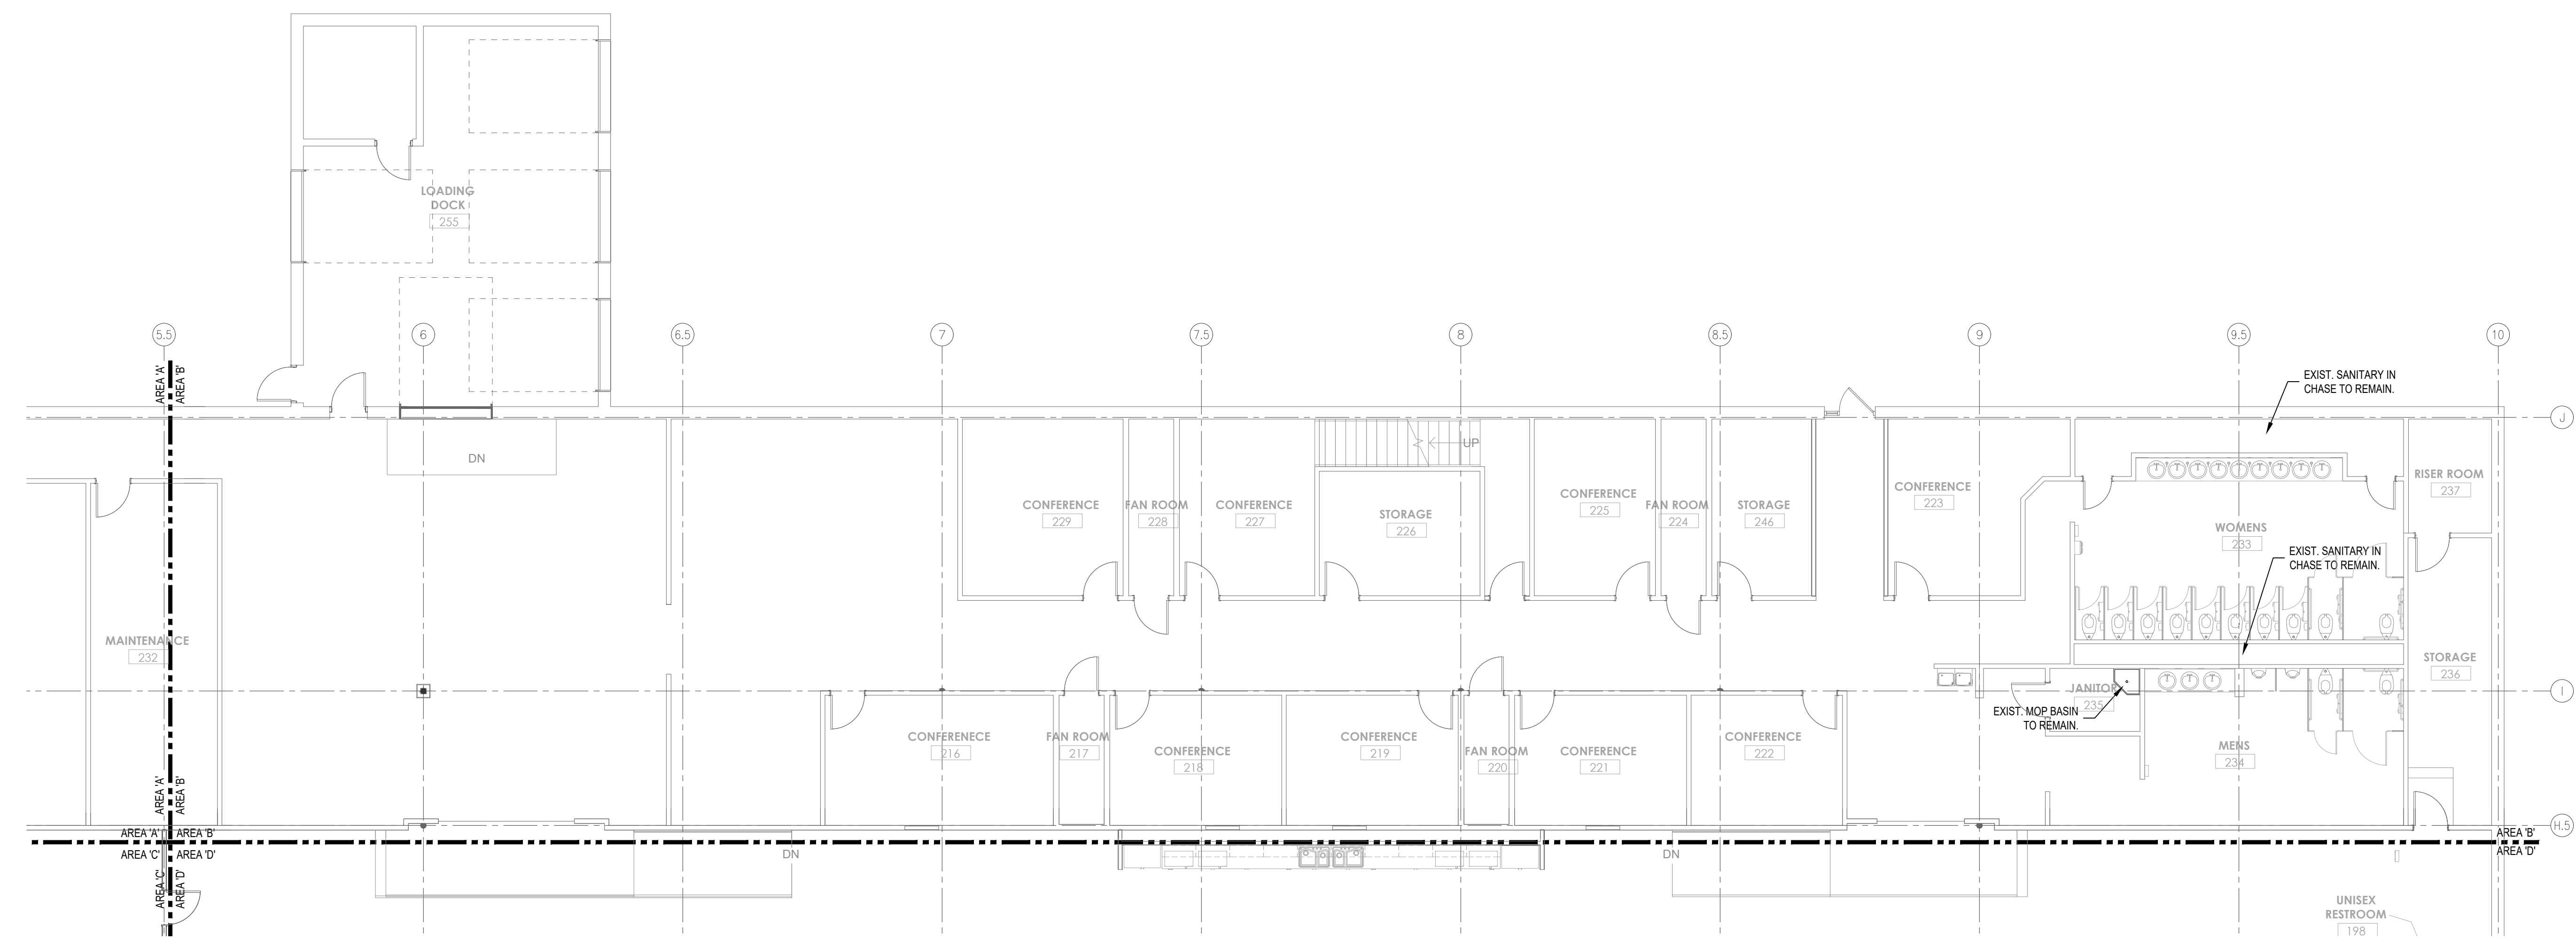 LOADING
DOCK
255
5.5
6
6.5
7
7.5
8
8.5
9
9.5
10
AREA 'A'
AREA 'B'
EXIST. SANITARY IN
CHASE TO REMAIN.
J
DN
UP
CONFERENCE
229
FAN ROOM
228
CONFERENCE
227
STORAGE
226
CONFERENCE
225
FAN ROOM
224
STORAGE
246
CONFERENCE
223
WOMENS
233
RISER ROOM
237
EXIST. SANITARY IN
CHASE TO REMAIN.
MAINTENANCE
232
STORAGE
236
JANITOR
235
I
EXIST. MOP BASIN
TO REMAIN.
CONFERENECE
216
FAN ROOM
217
CONFERENCE
218
CONFERENCE
219
FAN ROOM
220
CONFERENCE
221
CONFERENCE
222
MENS
234
AREA 'A'
AREA 'B'
H.5
AREA 'A'
AREA 'B'
AREA 'B'
AREA 'C'
AREA 'D'
DN
DN
AREA 'D'
AREA 'C'
AREA 'D'
UNISEX
RESTROOM
198